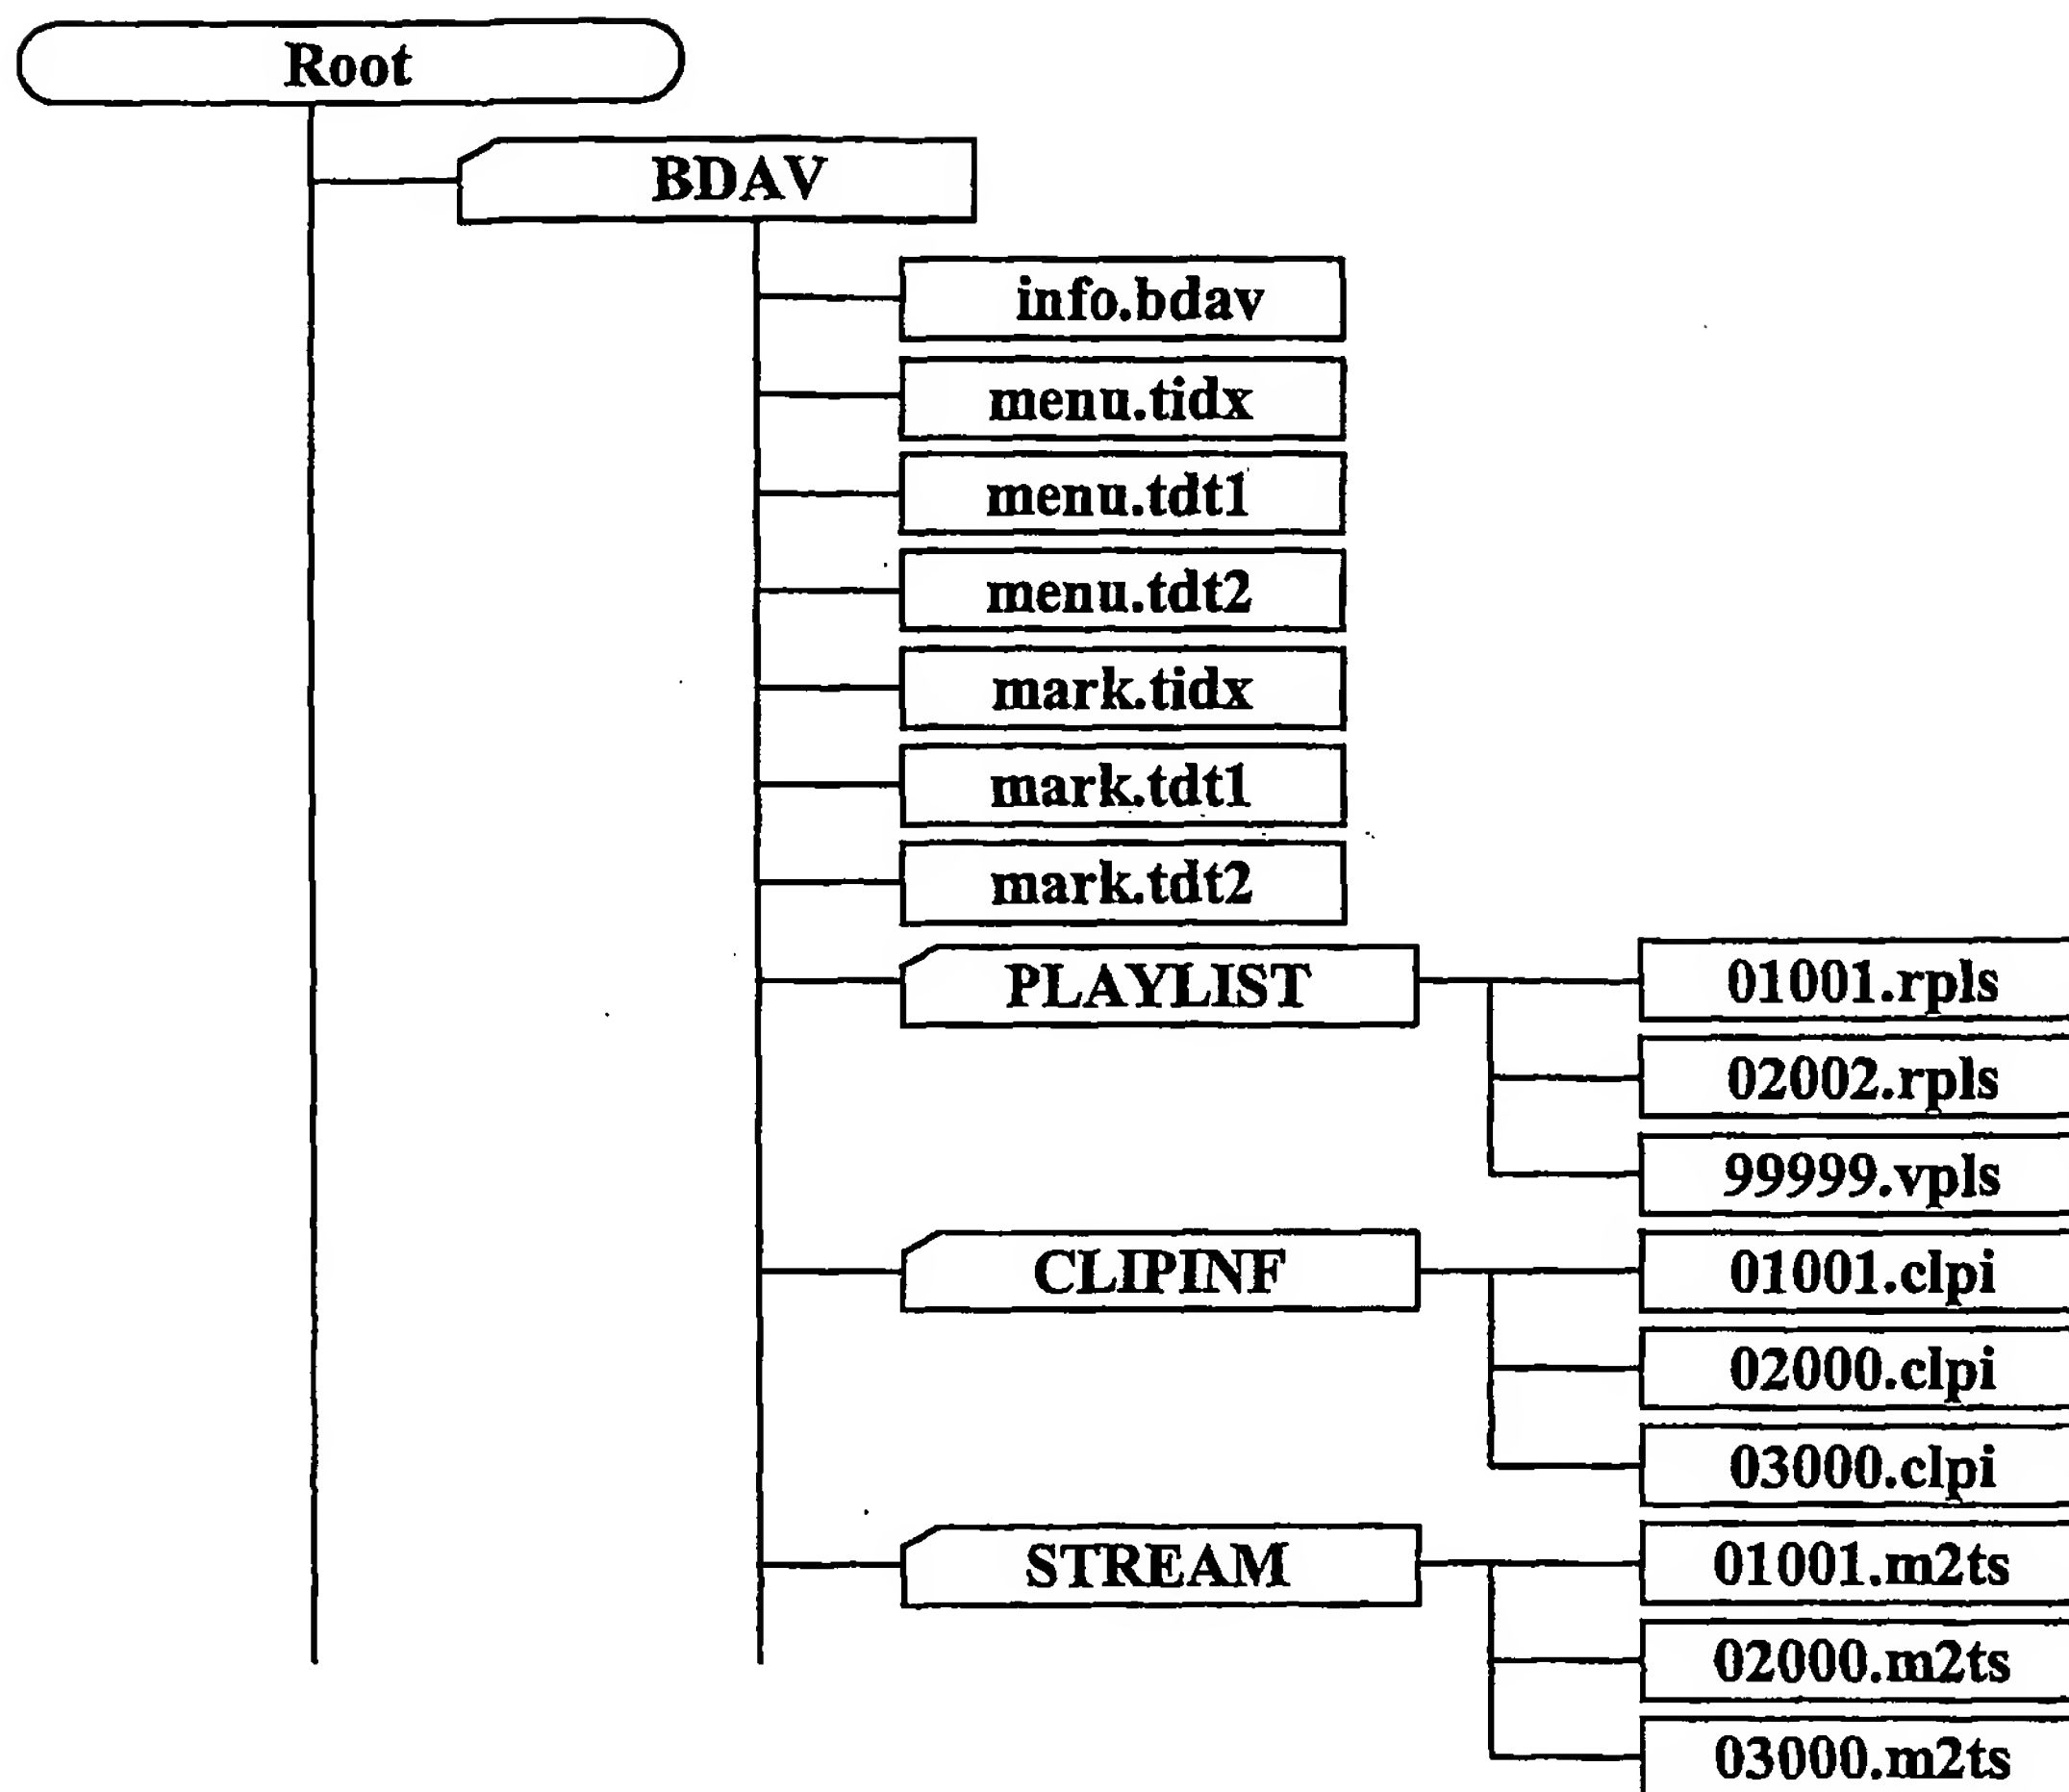 Root
BDAV
info.bdav
menu.tidx
menu.tdt1
menu.tdt2
mark.tidx
mark.tdt1
mark.tdt2
PLAYLIST
01001.rpls
02002.rpls
99999.vpls
CLIPINF
01001.clpi
02000.clpi
03000.clpi
STREAM
01001.m2ts
02000.m2ts
03000.m2ts